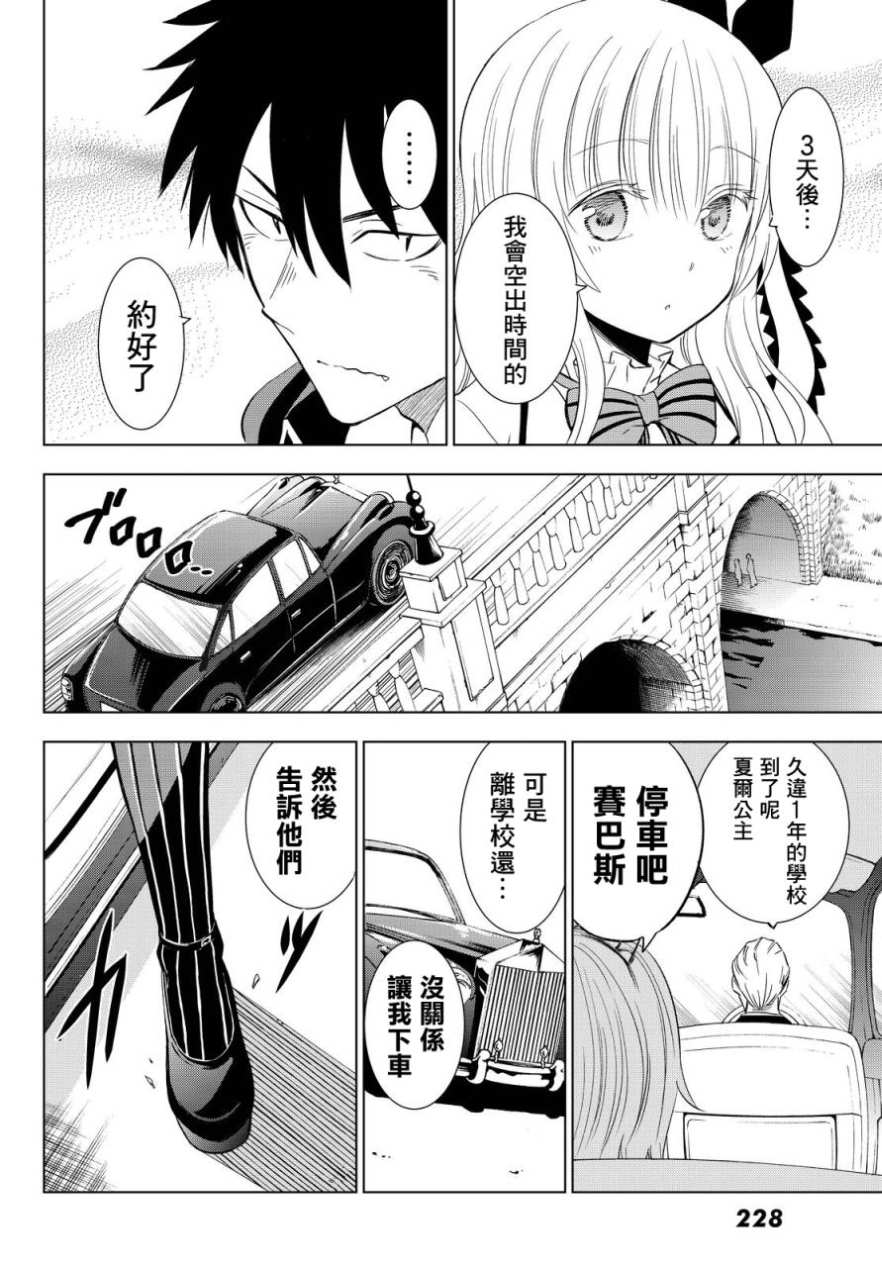 3天後…
我會空出時間的
……
約好了
ブロロロ…
久違1年的學校
到了呢
夏爾公主
停車吧
賽巴斯
可是
離學校還…
沒關係
讓我下車
然後
告訴他們
228